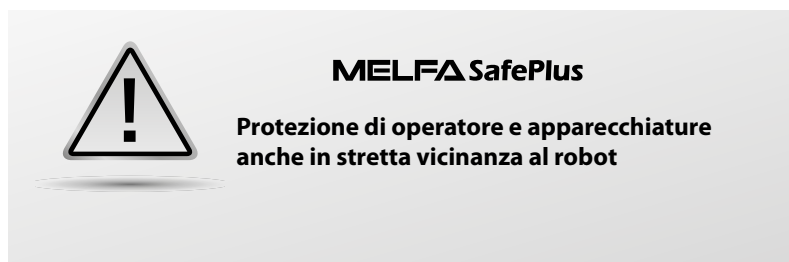 MELFA SafePlus
Protezione di operatore e apparecchiature
anche in stretta vicinanza al robot